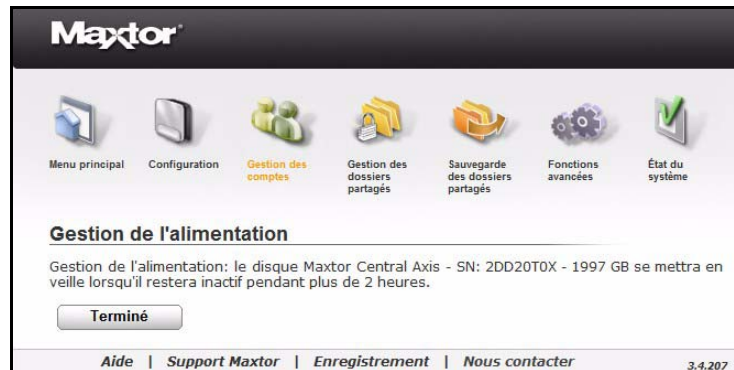 Maxtor
Menu principal
Configuration
Gestion des
comptes
Gestion des
dossiers
partagés
Sauvegarde
des dossiers
partagés
Fonctions
avancées
État du
système
Gestion de l'alimentation
Gestion de l'alimentation: le disque Maxtor Central Axis - SN: 2DD20T0X - 1997 GB se mettra en
veille lorsqu'il restera inactif pendant plus de 2 heures.
Terminé
Aide | Support Maxtor | Enregistrement | Nous contacter
3.4.207